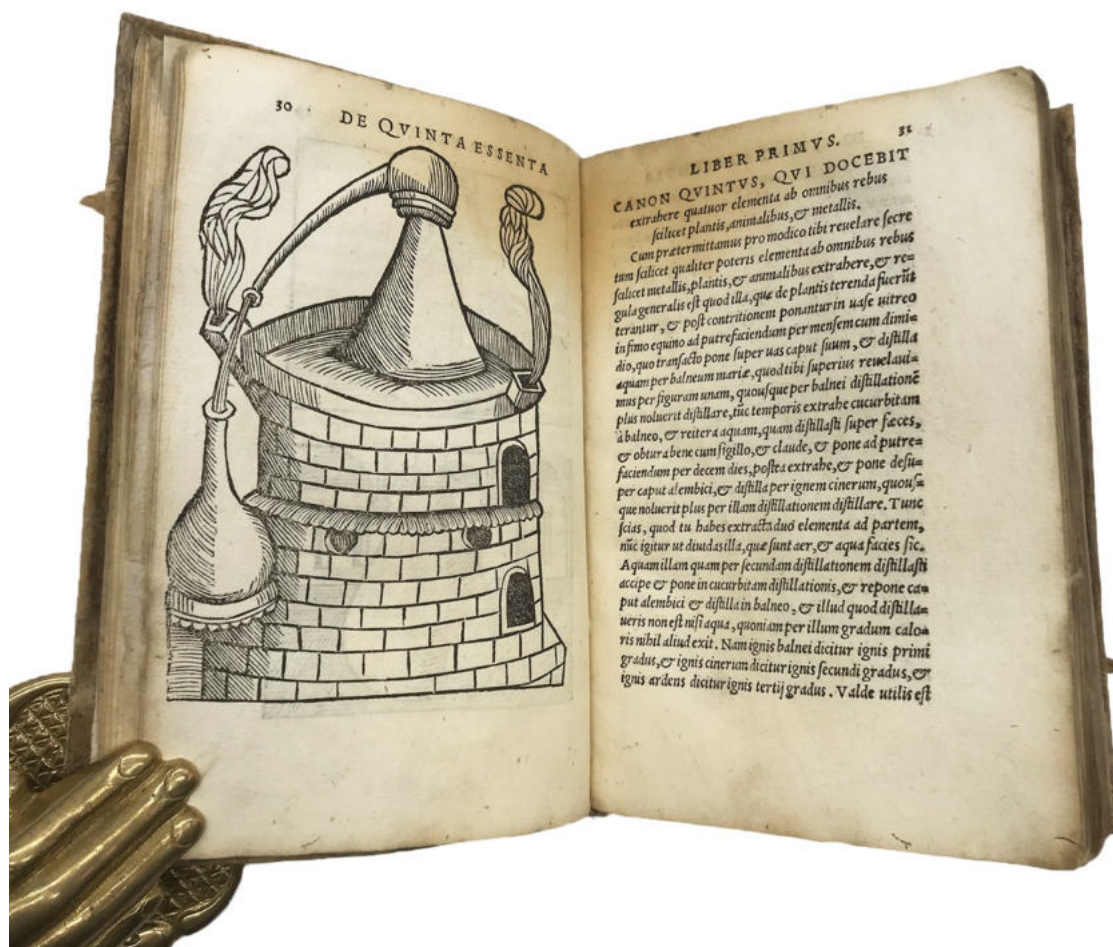 30
DE QVINTA ESSENTA
LIBER PRIMVS.
31
CANON QVINTVS, QVI DOCEBIT
extrahere quatuor elementa ab omnibus rebus
ſcilicet plantis, animalibus, & metallis.
Cum prætermittamus pro modico tibi reuelare ſecre
tum ſcilicet qualiter poteris elementa ab omnibus rebus
ſcilicet metallis, plantis, & animalibus extrahere, & re=
gula generalis eſt quod illa, quæ de plantis terenda fuerūt
terantur, & poſt contritionem ponantur in uaſe uitreo
in fimo equino ad putrefaciendum per menſem cum dimi=
dio, quo tranſacto pone ſuper uas caput ſuum, & diſtilla
aquam per balneum mariæ, quod tibi ſuperius reuelaui=
mus per figuram unam, quouſque per balnei diſtillationē
plus noluerit diſtillare, tūc temporis extrahe cucurbitam
à balneo, & reitera aquam, quam diſtillaſti ſuper fæces,
& obtura bene cum ſigillo, & claude, & pone ad putre=
faciendum per decem dies, poſtea extrahe, & pone deſu=
per caput alembici, & diſtilla per ignem cinerum, quouſ=
que noluerit plus per illam diſtillationem diſtillare. Tunc
ſcias, quod tu habes extracta duo elementa ad partem,
nūc igitur ut diuidas illa, quæ ſunt aer, & aqua facies ſic.
Aquam illam quam per ſecundam diſtillationem diſtillaſti
accipe & pone in cucurbitam diſtillationis, & repone ca=
put alembici & diſtilla in balneo, & illud quod diſtilla=
ueris non eſt niſi aqua, quoniam per illum gradum calo=
ris nihil aliud exit. Nam ignis balnei dicitur ignis primi
gradus, & ignis cinerum dicitur ignis ſecundi gradus, &
ignis ardens dicitur ignis tertij gradus. Valde utilis eſt